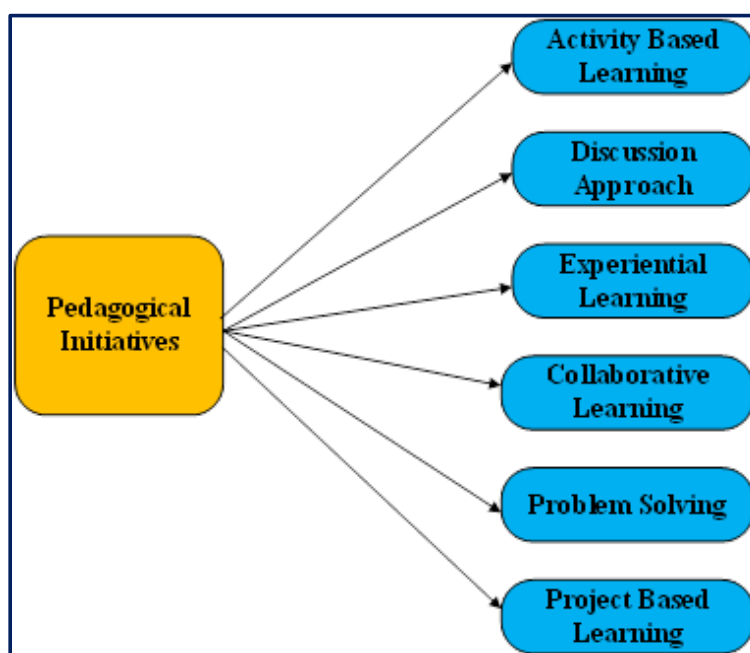 Pedagogical
Initiatives
Activity Based
Learning
Discussion
Approach
Experiential
Learning
Collaborative
Learning
Problem Solving
Project Based
Learning